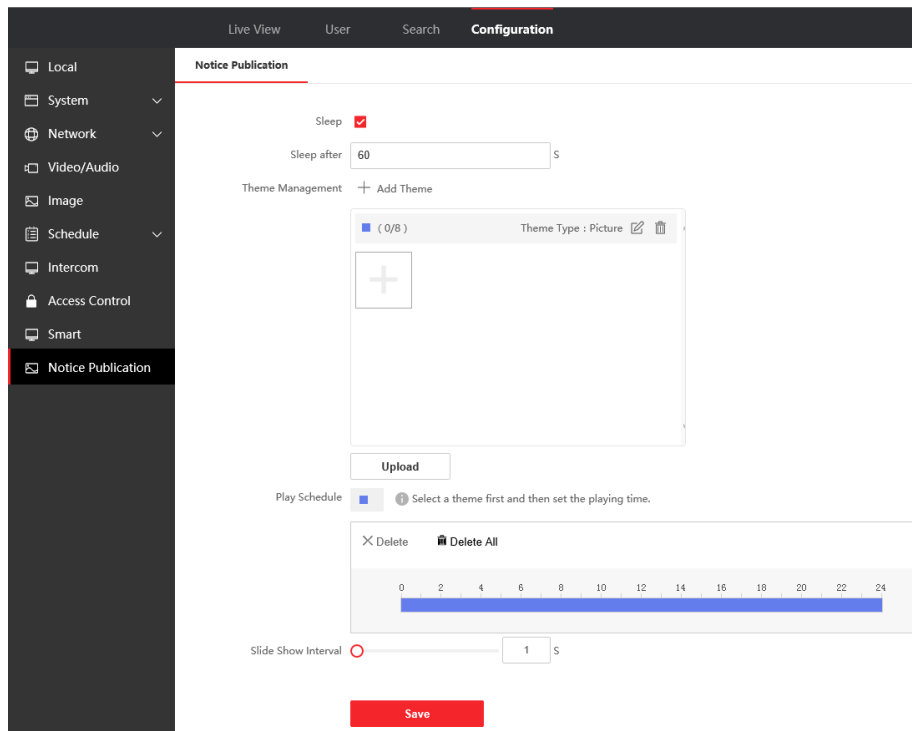 Live View User Search Configuration
Local
Notice Publication
System
Network
Video/Audio
Image
Schedule
Intercom
Access Control
Smart
Notice Publication
Sleep
Sleep after 60 S
Theme Management + Add Theme
( 0/8 ) Theme Type : Picture
Upload
Play Schedule Select a theme first and then set the playing time.
Delete Delete All
0 2 4 6 8 10 12 14 16 18 20 22 24
Slide Show Interval 1 S
Save